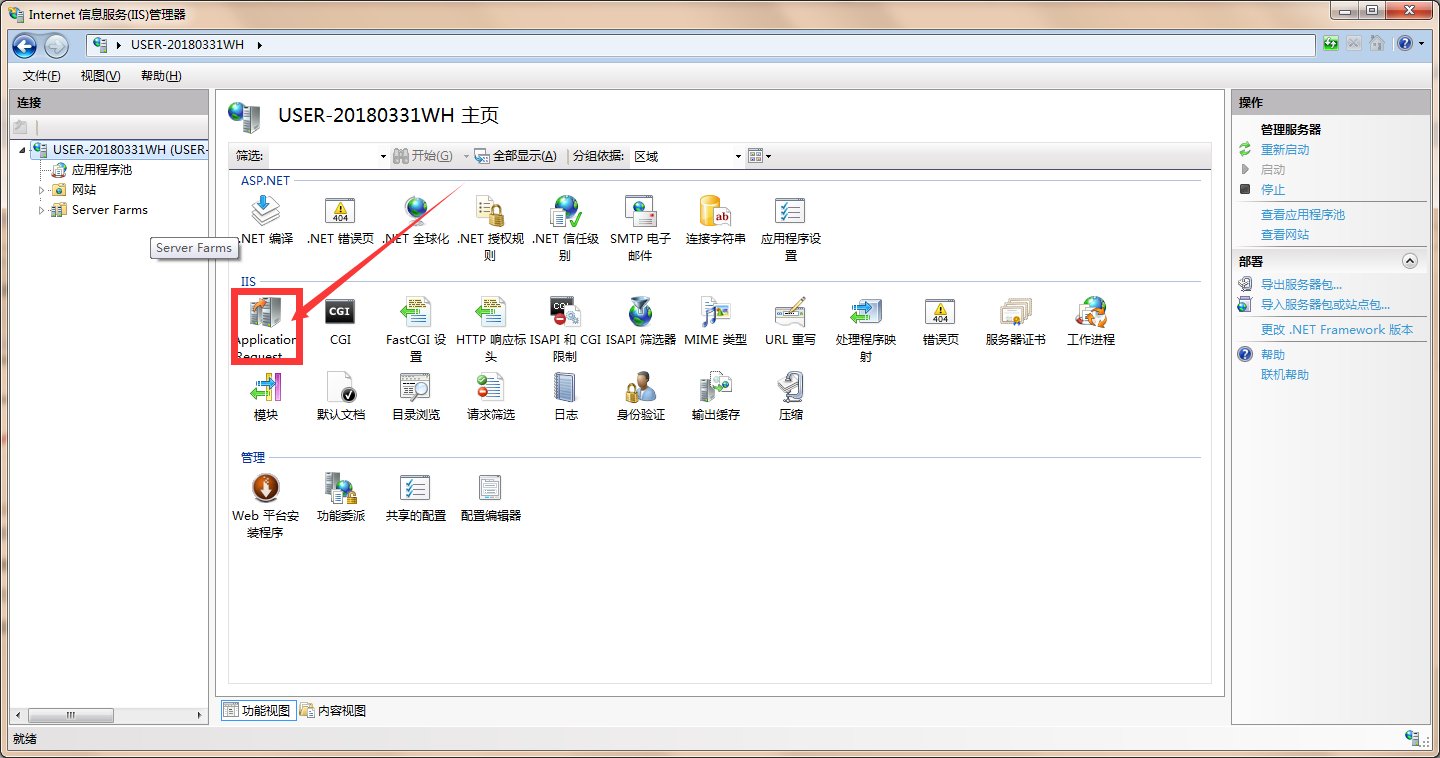 Internet 信息服务(IIS)管理器
USER-20180331WH
文件(F) 视图(V) 帮助(H)
连接
USER-20180331WH (USER-
应用程序池
网站
Server Farms
Server Farms
USER-20180331WH 主页
筛选: 开始(G) 全部显示(A) 分组依据: 区域
ASP.NET
.NET 编译
.NET 错误页
.NET 全球化
.NET 授权规
则
.NET 信任级
别
SMTP 电子
邮件
连接字符串
应用程序设
置
IIS
Application
Request
CGI
FastCGI 设
置
HTTP 响应标
头
ISAPI 和 CGI
限制
ISAPI 筛选器
MIME 类型
URL 重写
处理程序映
射
错误页
服务器证书
工作进程
模块
默认文档
目录浏览
请求筛选
日志
身份验证
输出缓存
压缩
管理
Web 平台安
装程序
功能委派
共享的配置
配置编辑器
功能视图 内容视图
操作
管理服务器
重新启动
启动
停止
查看应用程序池
查看网站
部署
导出服务器包...
导入服务器包或站点包...
更改 .NET Framework 版本
帮助
联机帮助
就绪